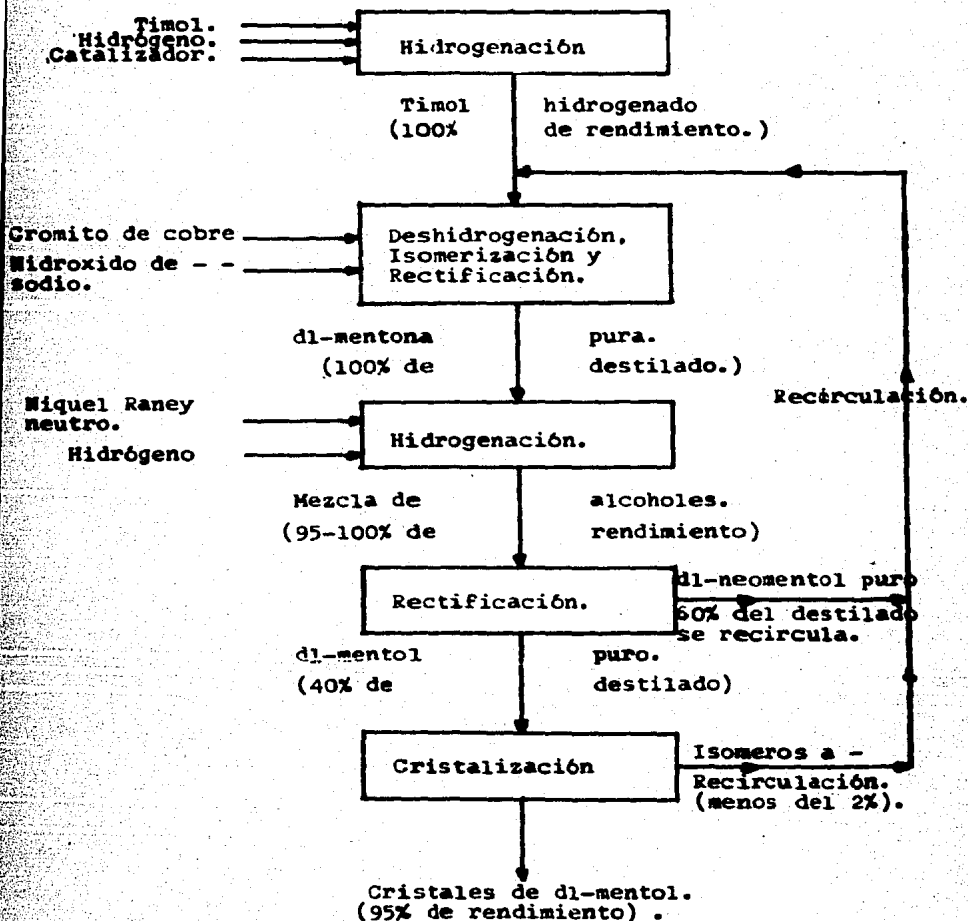 Timol.
Hidrógeno.
Catalizador.
Hidrogenación
Timol hidrogenado
(100% de rendimiento.)
Cromito de cobre
Hidroxido de - -
sodio.
Deshidrogenación,
Isomerización y
Rectificación.
dl-mentona pura.
(100% de destilado.)
Recirculación.
Niquel Raney
neutro.
Hidrógeno
Hidrogenación.
Mezcla de alcoholes.
(95-100% de rendimiento)
Rectificación.
dl-neomentol puro
60% del destilado
se recircula.
dl-mentol puro.
(40% de destilado)
Cristalización
Isomeros a -
Recirculación.
(menos del 2%).
Cristales de dl-mentol.
(95% de rendimiento) .